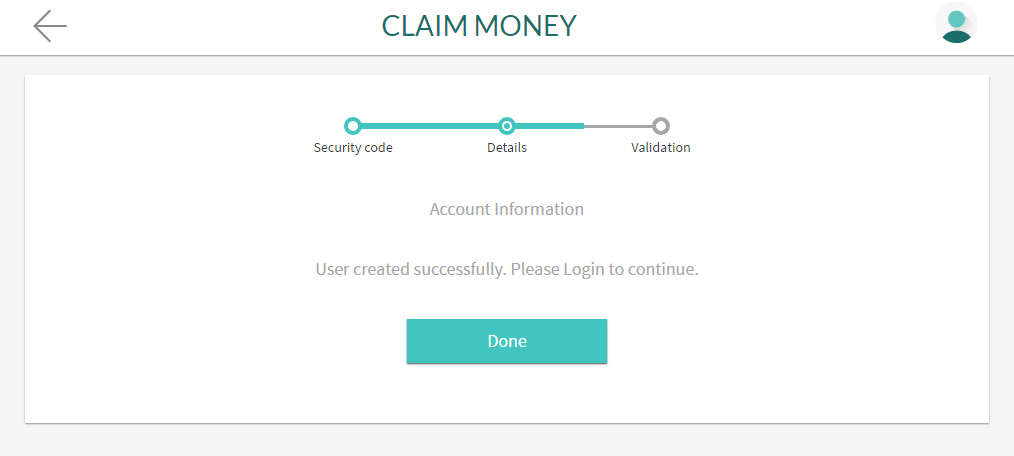 CLAIM MONEY
Security code
Details
Validation
Account Information
User created successfully. Please Login to continue.
Done